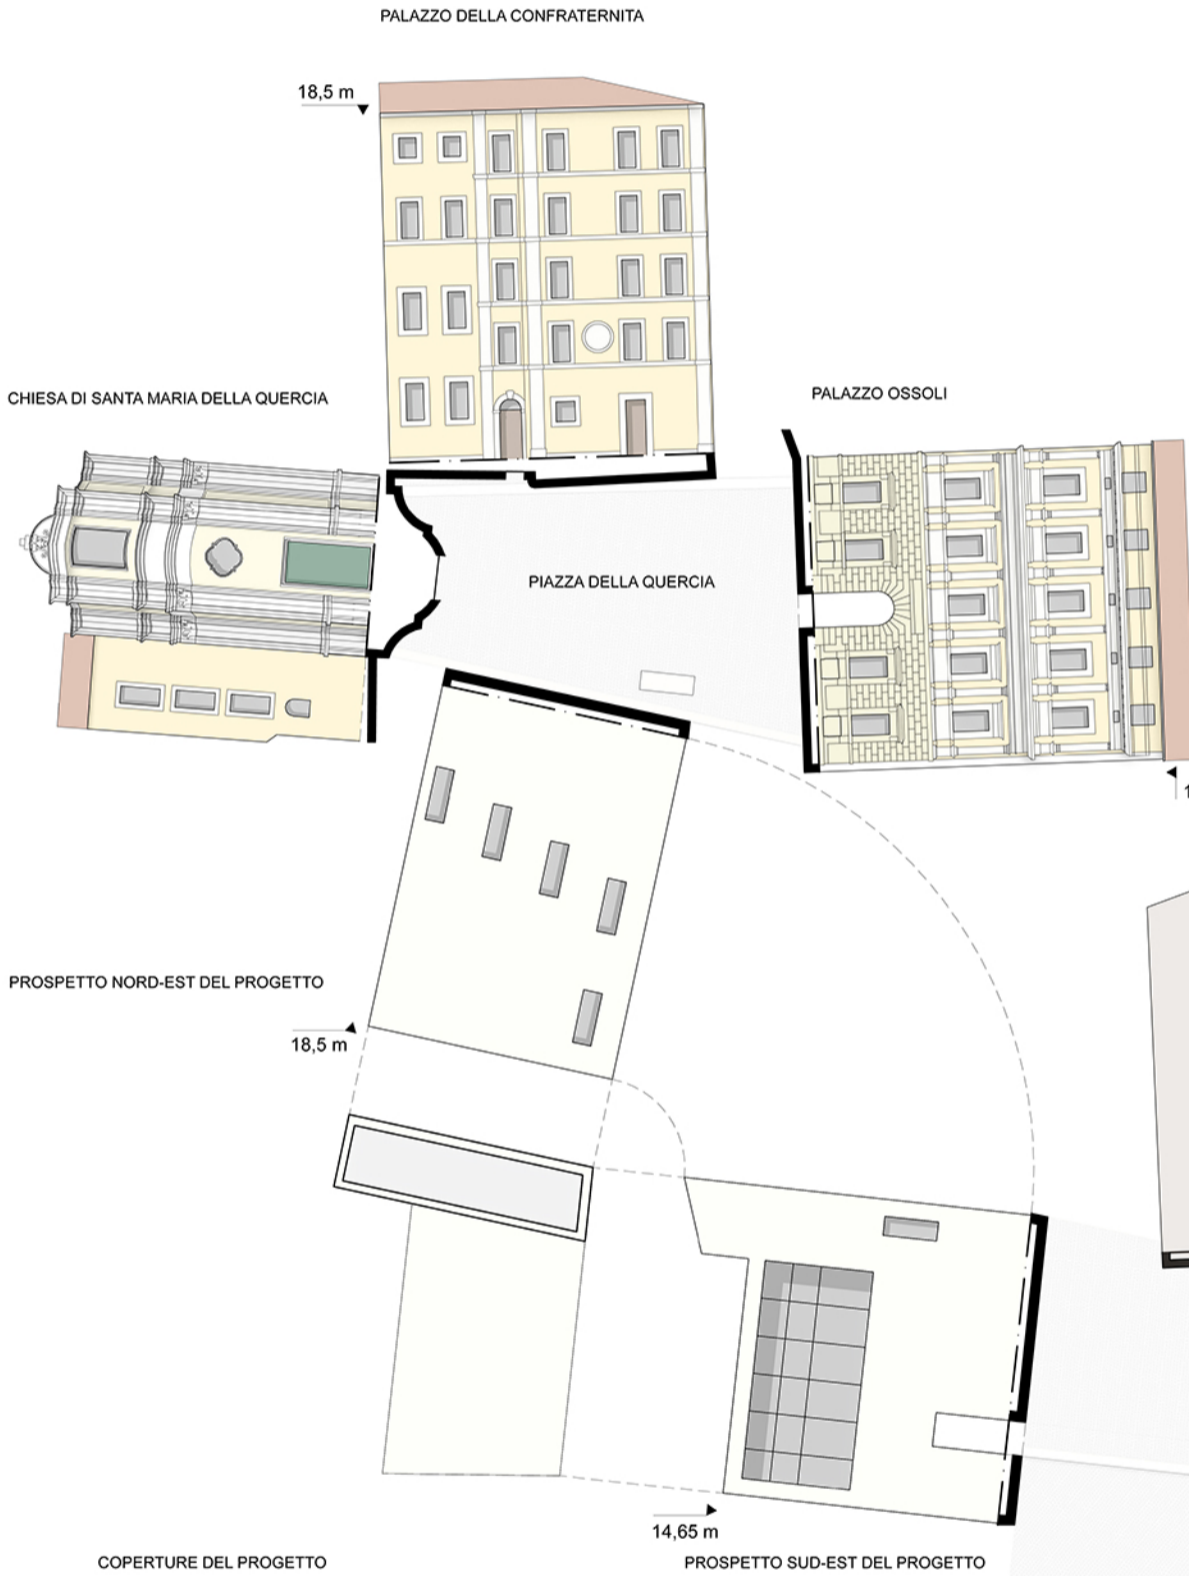 PALAZZO DELLA CONFRATERNITA
18,5 m
CHIESA DI SANTA MARIA DELLA QUERCIA
PALAZZO OSSOLI
PIAZZA DELLA QUERCIA
1
PROSPETTO NORD-EST DEL PROGETTO
18,5 m
14,65 m
COPERTURE DEL PROGETTO
PROSPETTO SUD-EST DEL PROGETTO